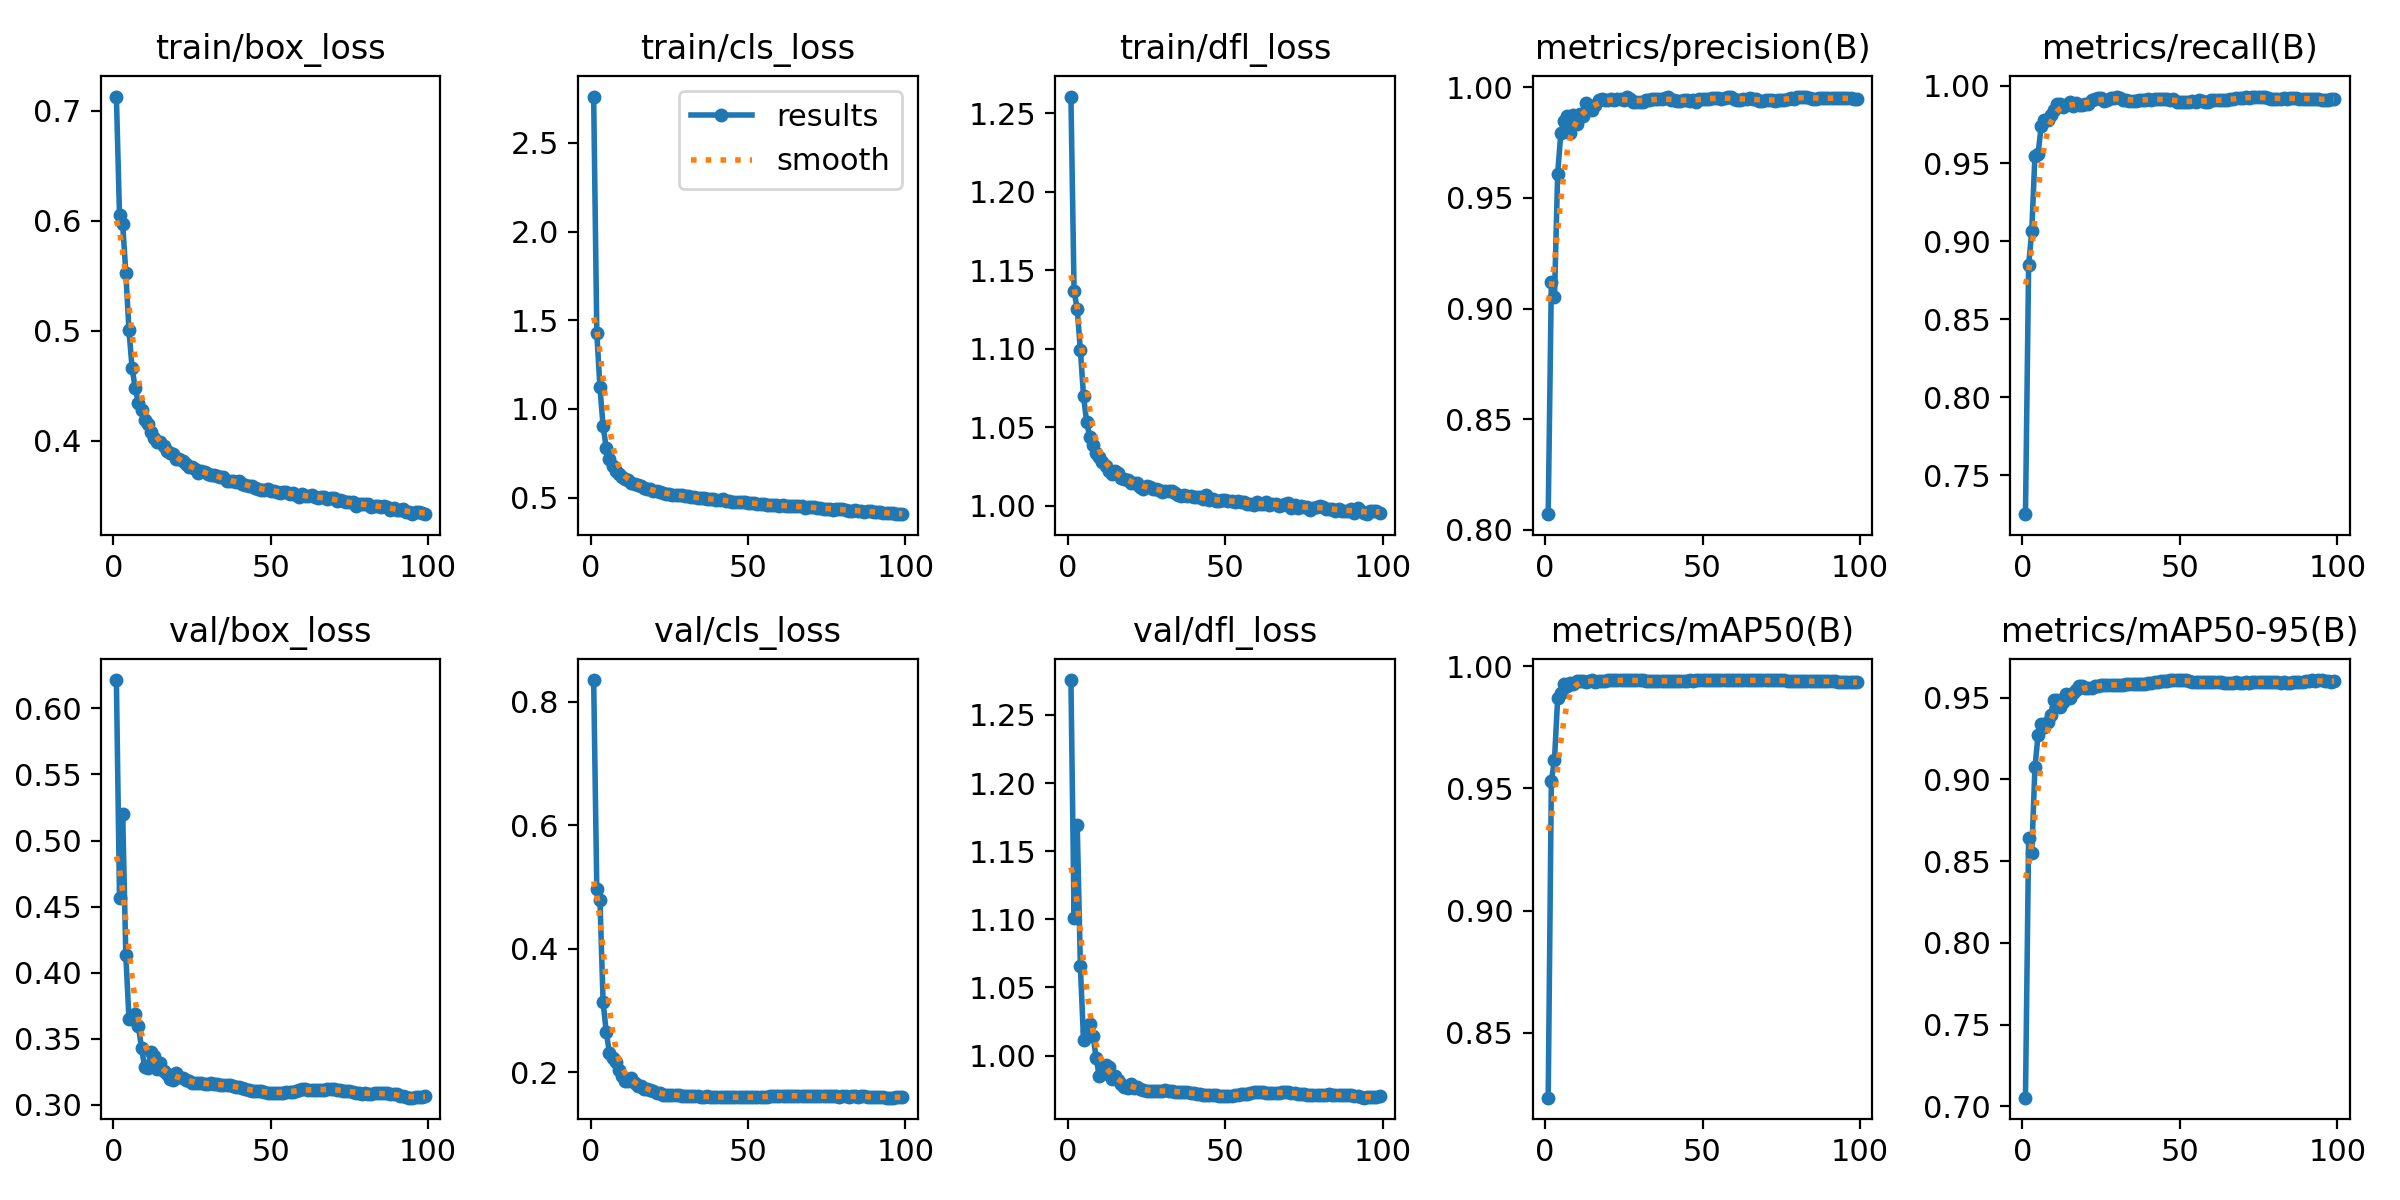 train/box_loss
0.7
0.6
0.5
0.4
0 50 100
train/cls_loss
results
smooth
2.5
2.0
1.5
1.0
0.5
0 50 100
train/dfl_loss
1.25
1.20
1.15
1.10
1.05
1.00
0 50 100
metrics/precision(B)
1.00
0.95
0.90
0.85
0.80
0 50 100
metrics/recall(B)
1.00
0.95
0.90
0.85
0.80
0.75
0 50 100
val/box_loss
0.60
0.55
0.50
0.45
0.40
0.35
0.30
0 50 100
val/cls_loss
0.8
0.6
0.4
0.2
0 50 100
val/dfl_loss
1.25
1.20
1.15
1.10
1.05
1.00
0 50 100
metrics/mAP50(B)
1.00
0.95
0.90
0.85
0 50 100
metrics/mAP50-95(B)
0.95
0.90
0.85
0.80
0.75
0.70
0 50 100